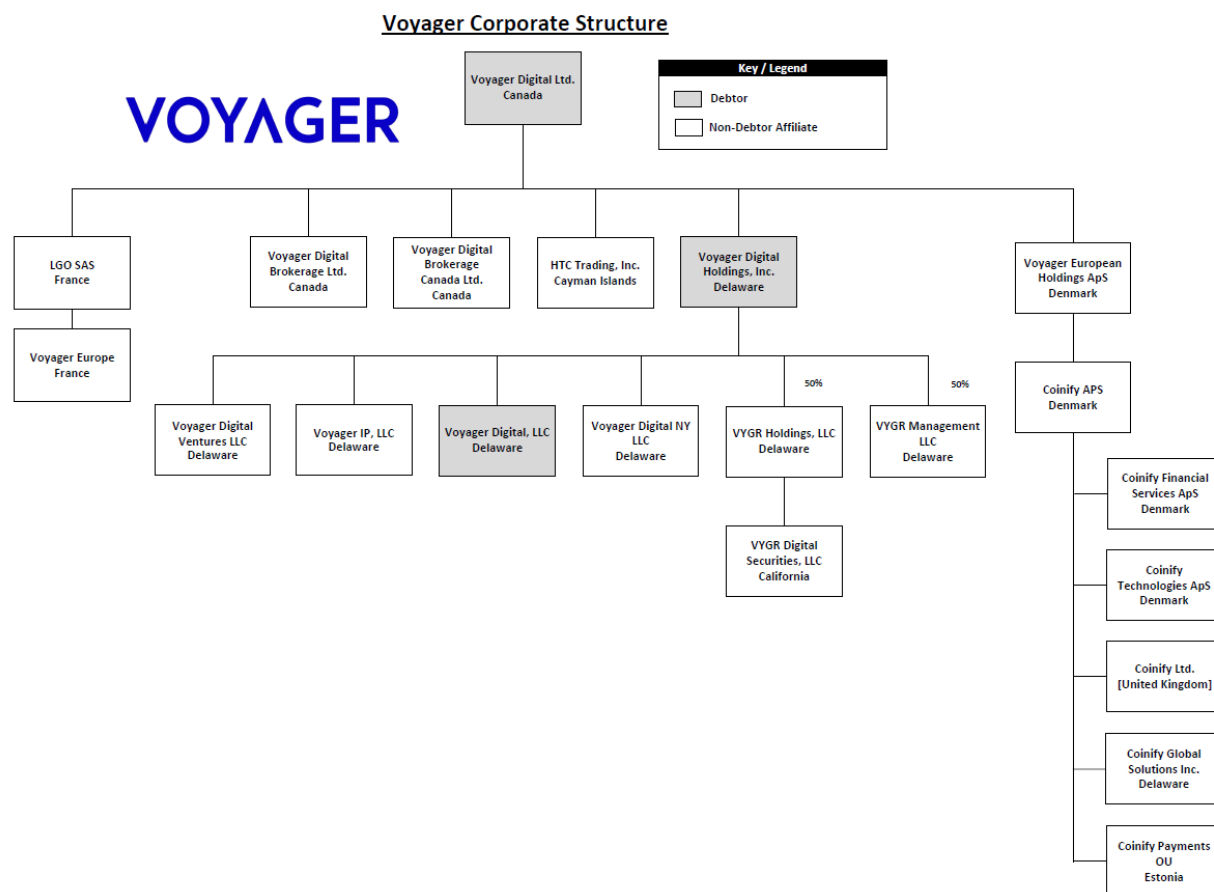 Voyager Corporate Structure
Voyager Digital Ltd.
Canada
Key / Legend
Debtor
Non-Debtor Affiliate
VOYAGER
LGO SAS
France
Voyager Digital
Brokerage Ltd.
Canada
Voyager Digital
Brokerage
Canada Ltd.
Canada
HTC Trading, Inc.
Cayman Islands
Voyager Digital
Holdings, Inc.
Delaware
Voyager European
Holdings ApS
Denmark
Voyager Europe
France
Coinify APS
Denmark
50%
50%
Voyager Digital
Ventures LLC
Delaware
Voyager IP, LLC
Delaware
Voyager Digital, LLC
Delaware
Voyager Digital NY
LLC
Delaware
VYGR Holdings, LLC
Delaware
VYGR Management
LLC
Delaware
VYGR Digital
Securities, LLC
California
Coinify Financial
Services ApS
Denmark
Coinify
Technologies ApS
Denmark
Coinify Ltd.
[United Kingdom]
Coinify Global
Solutions Inc.
Delaware
Coinify Payments
OU
Estonia